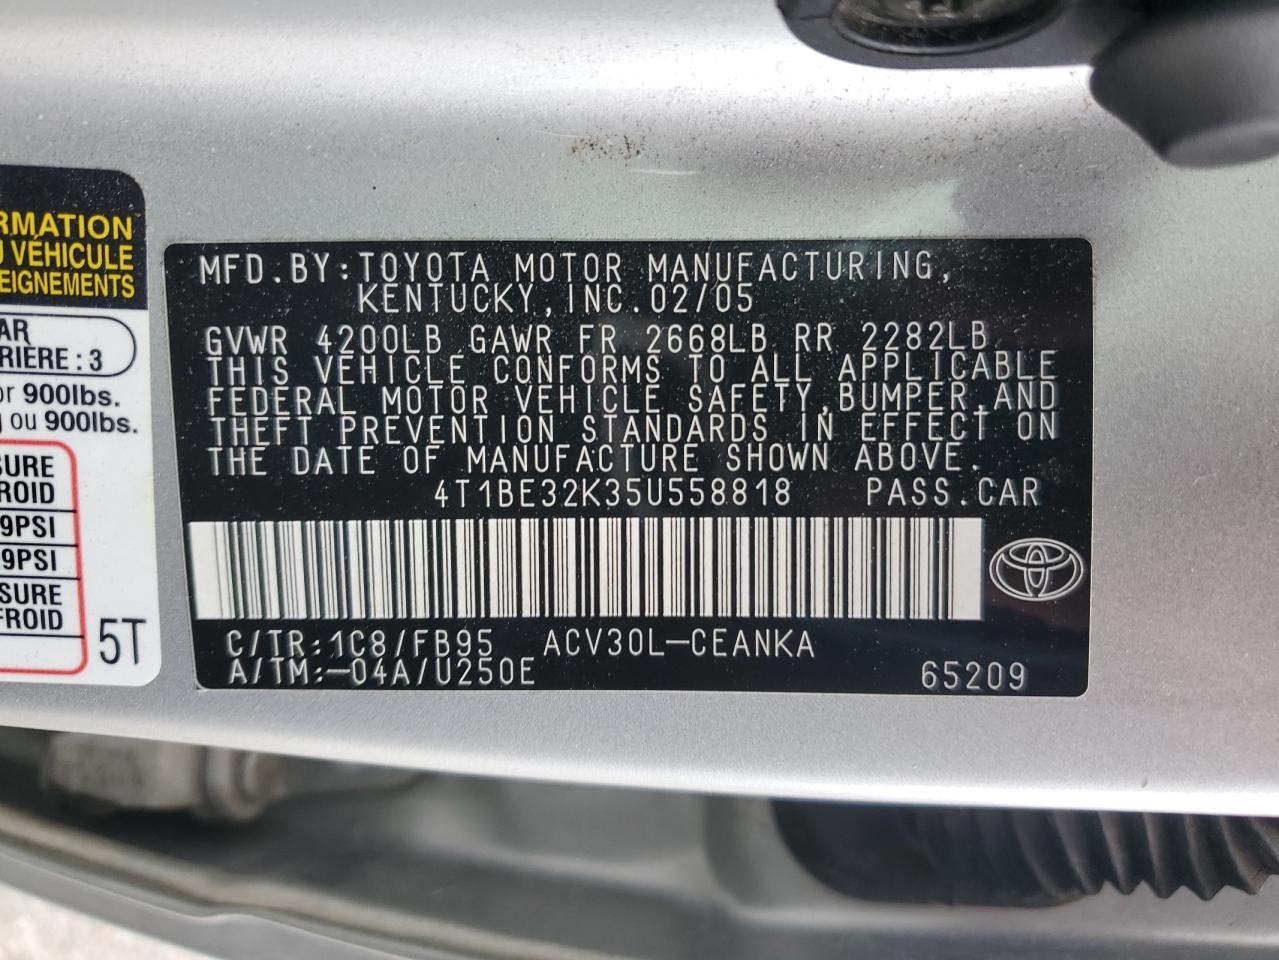 RMATION
VÉHICULE
EIGNEMENTS
AR
RIERE : 3
or 900lbs.
ou 900lbs.
SURE
ROID
9PSI
9PSI
SURE
FROID
5T
MFD.BY:TOYOTA MOTOR MANUFACTURING,
KENTUCKY,INC.02/05
GVWR 4200LB GAWR FR 2668LB RR 2282LB
THIS VEHICLE CONFORMS TO ALL APPLICABLE
FEDERAL MOTOR VEHICLE SAFETY,BUMPER,AND
THEFT PREVENTION STANDARDS IN EFFECT ON
THE DATE OF MANUFACTURE SHOWN ABOVE.
4T1BE32K35U558818 PASS.CAR
C/TR:1C8/FB95 ACV30L-CEANKA
A/TM:-04A/U250E 65209